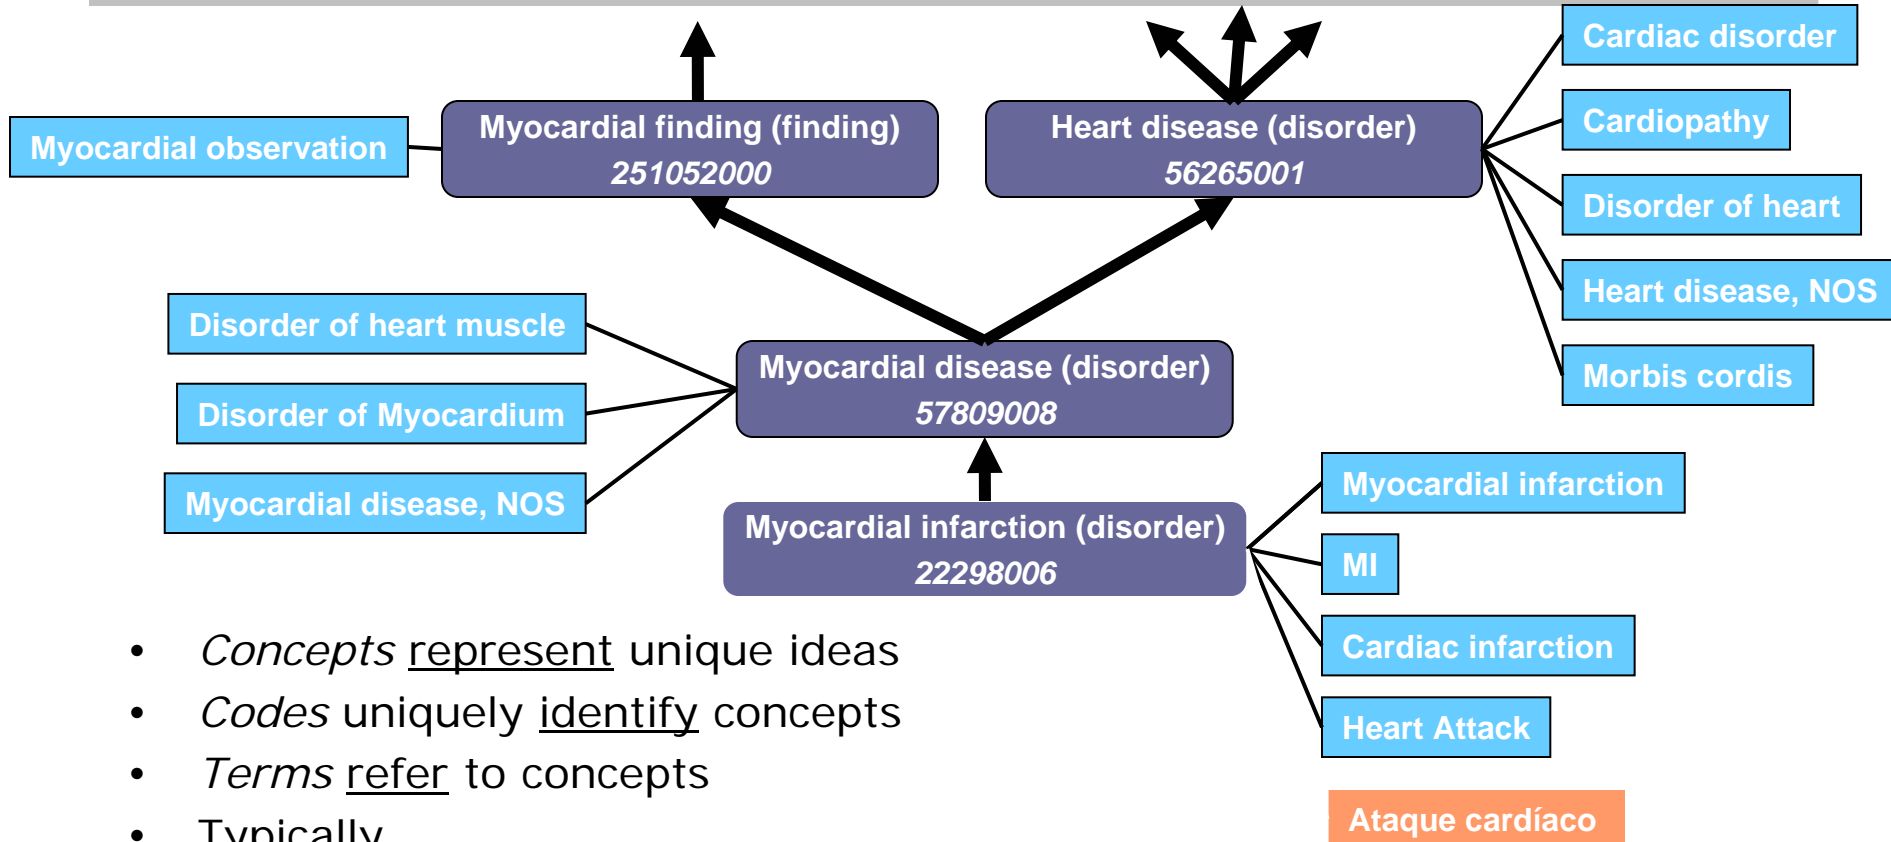 Cardiac disorder
Myocardial finding (finding)
251052000
Heart disease (disorder)
56265001
Cardiopathy
Myocardial observation
Disorder of heart
Heart disease, NOS
Morbis cordis
Disorder of heart muscle
Disorder of Myocardium
Myocardial disease, NOS
Myocardial disease (disorder)
57809008
Myocardial infarction (disorder)
22298006
Myocardial infarction
MI
Cardiac infarction
Heart Attack
Ataque cardíaco
• Concepts represent unique ideas
• Codes uniquely identify concepts
• Terms refer to concepts
• Typically